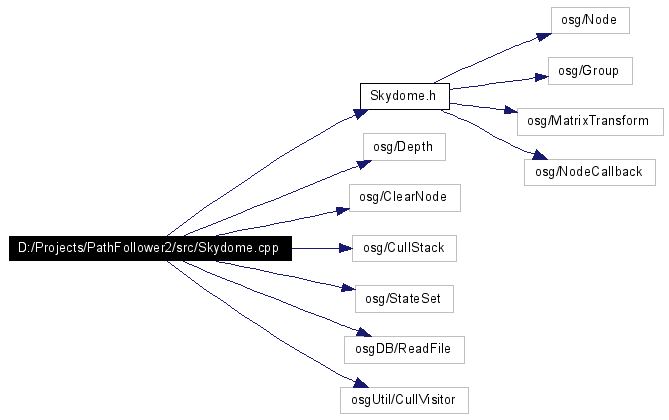 osg/Node
osg/Group
Skydome.h
osg/MatrixTransform
osg/Depth
osg/NodeCallback
osg/ClearNode
D:/Projects/PathFollower2/src/Skydome.cpp
osg/CullStack
osg/StateSet
osgDB/ReadFile
osgUtil/CullVisitor